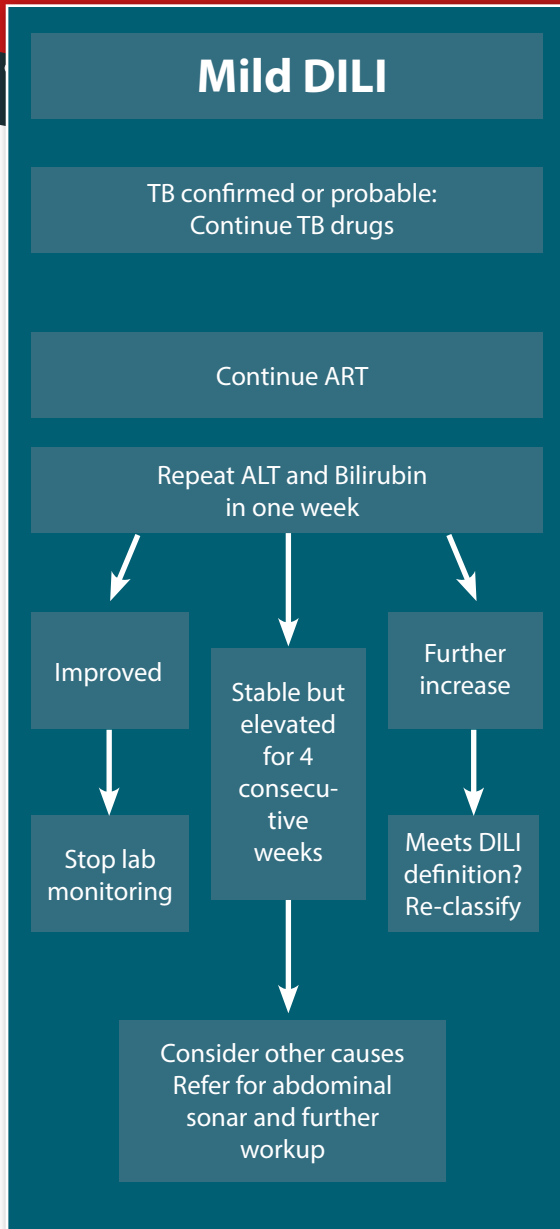 Mild DILI
TB confirmed or probable:
Continue TB drugs
Continue ART
Repeat ALT and Bilirubin
in one week
Improved
Stop lab
monitoring
Stable but
elevated
for 4
consecu-
tive
weeks
Further
increase
Meets DILI
definition?
Re-classify
Consider other causes
Refer for abdominal
sonar and further
workup